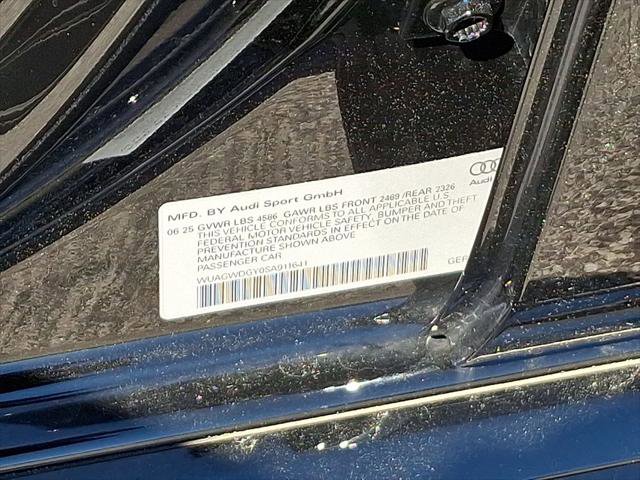 MFD. BY Audi Sport GmbH
06 25 GVWR LBS 4586 GAWR LBS FRONT 2469 /REAR 2326
THIS VEHICLE CONFORMS TO ALL APPLICABLE U.S.
FEDERAL MOTOR VEHICLE SAFETY, BUMPER AND THEFT
PREVENTION STANDARDS IN EFFECT ON THE DATE OF
MANUFACTURE SHOWN ABOVE
PASSENGER CAR
Audi